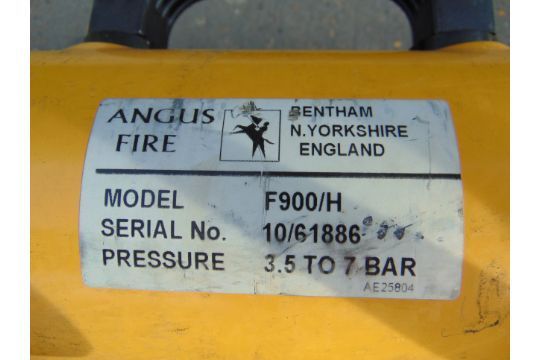 ANGUS FIRE
BENTHAM
N.YORKSHIRE
ENGLAND
MODEL F900/H
SERIAL No. 10/61886
PRESSURE 3.5 TO 7 BAR
AE25804